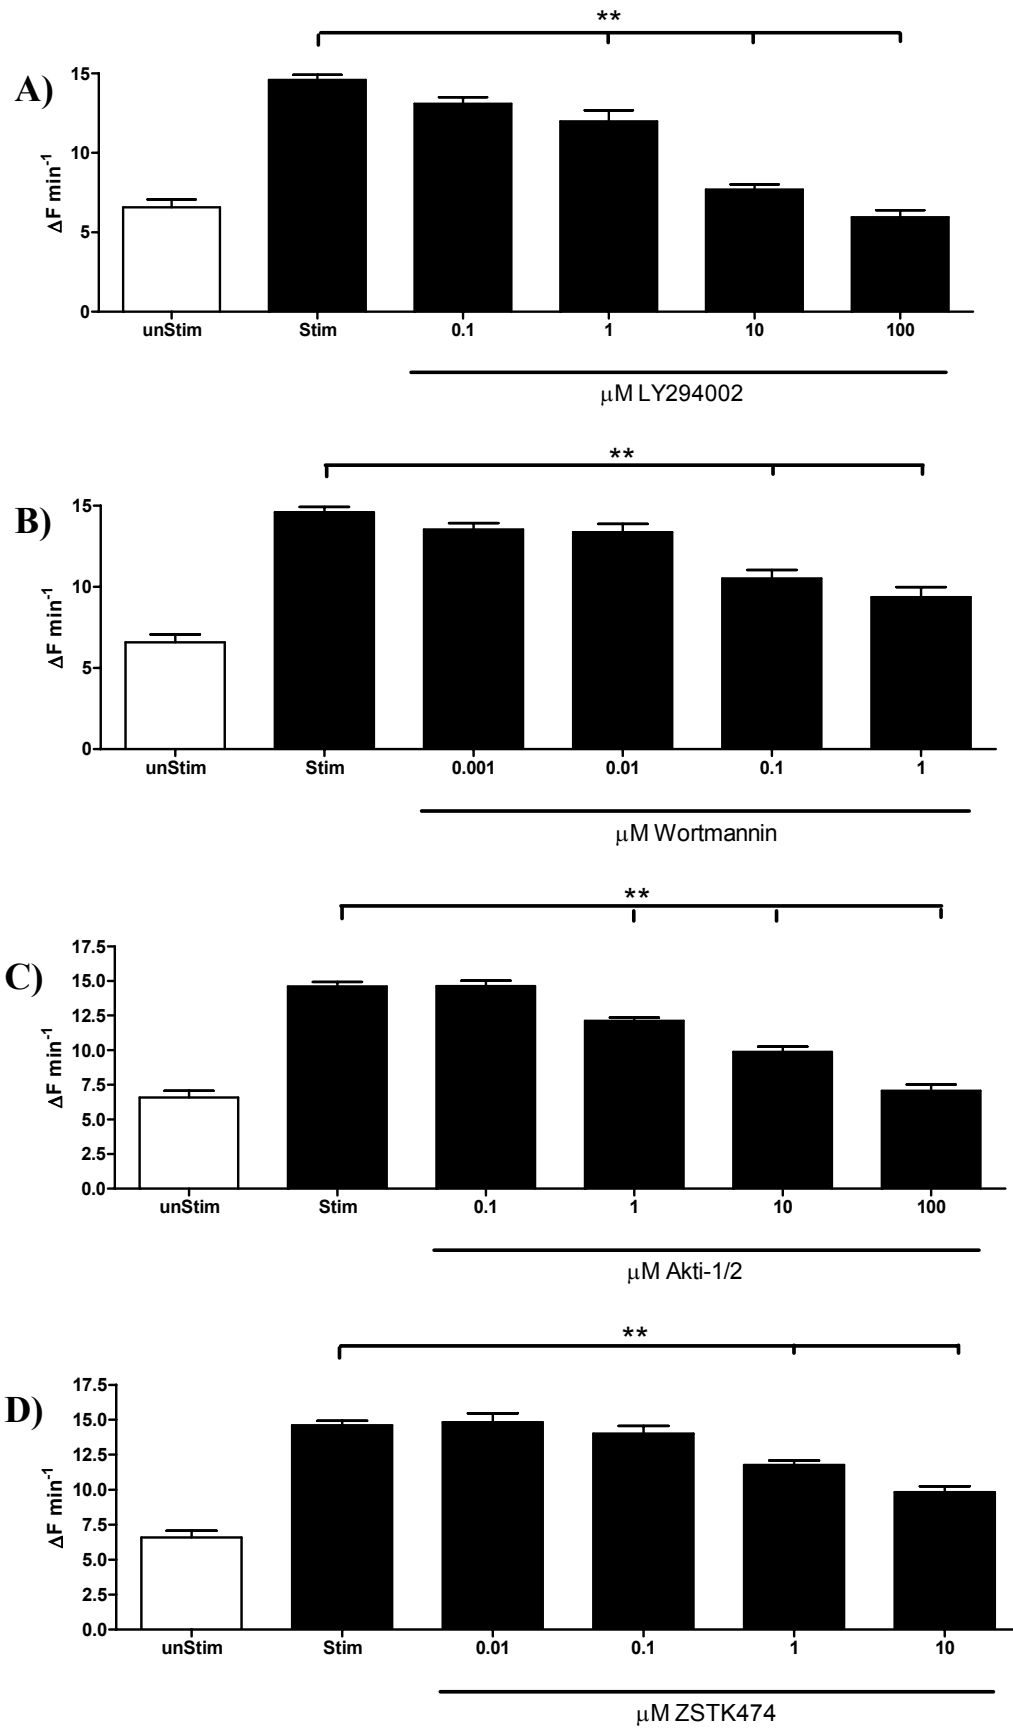 **
A)
ΔF min-1
15
10
5
0
unStim Stim 0.1 1 10 100
μM LY294002
**
B)
ΔF min-1
15
10
5
0
unStim Stim 0.001 0.01 0.1 1
μM Wortmannin
**
C)
ΔF min-1
17.5
15.0
12.5
10.0
7.5
5.0
2.5
0.0
unStim Stim 0.1 1 10 100
μM Akti-1/2
**
D)
ΔF min-1
17.5
15.0
12.5
10.0
7.5
5.0
2.5
0.0
unStim Stim 0.01 0.1 1 10
μM ZSTK474